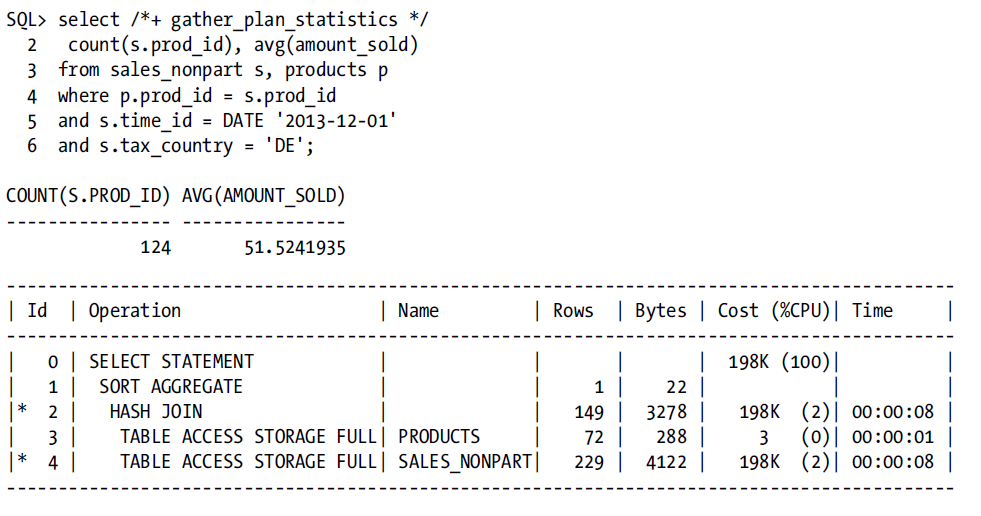 SQL> select /*+ gather_plan_statistics */
  2   count(s.prod_id), avg(amount_sold)
  3  from sales_nonpart s, products p
  4  where p.prod_id = s.prod_id
  5  and s.time_id = DATE '2013-12-01'
  6  and s.tax_country = 'DE';

COUNT(S.PROD_ID) AVG(AMOUNT_SOLD)
---------------- ----------------
             124       51.5241935

-------------------------------------------------------------------------------------------
| Id  | Operation                  | Name         | Rows  | Bytes | Cost (%CPU)| Time     |
-------------------------------------------------------------------------------------------
|   0 | SELECT STATEMENT           |              |       |       |  198K (100)|          |
|   1 |  SORT AGGREGATE            |              |     1 |    22 |            |          |
|*  2 |   HASH JOIN                |              |   149 |  3278 |   198K  (2)| 00:00:08 |
|   3 |    TABLE ACCESS STORAGE FULL| PRODUCTS     |    72 |   288 |     3   (0)| 00:00:01 |
|*  4 |    TABLE ACCESS STORAGE FULL| SALES_NONPART|   229 |  4122 |   198K  (2)| 00:00:08 |
-------------------------------------------------------------------------------------------